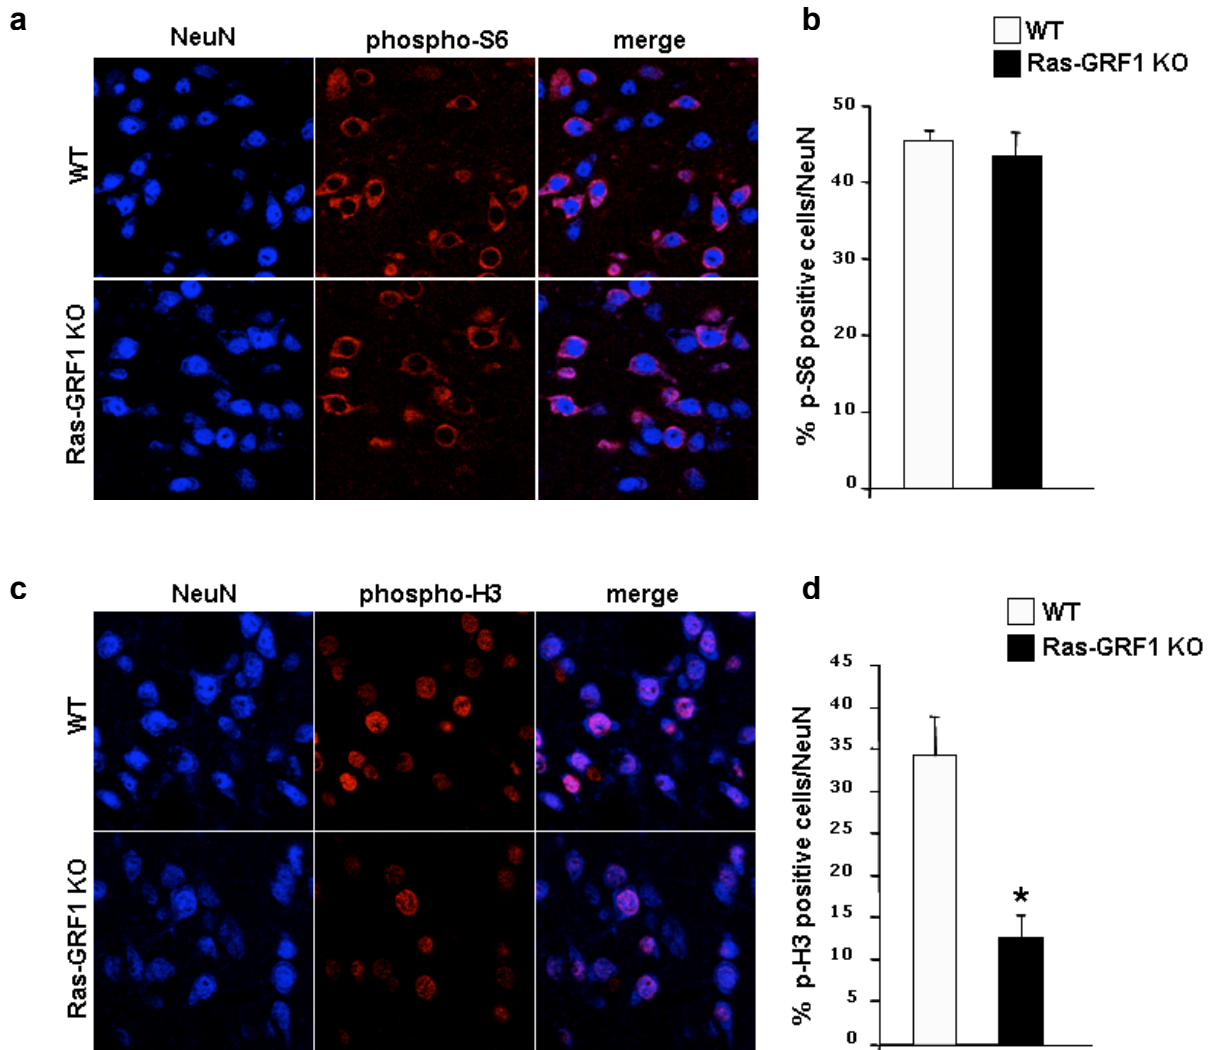 a
NeuN phospho-S6 merge
WT
Ras-GRF1 KO
b
WT
Ras-GRF1 KO
% p-S6 positive cells/NeuN
50
40
30
20
10
0
c
NeuN phospho-H3 merge
WT
Ras-GRF1 KO
d
WT
Ras-GRF1 KO
% p-H3 positive cells/NeuN
45
40
35
30
25
20
15
10
5
0
*